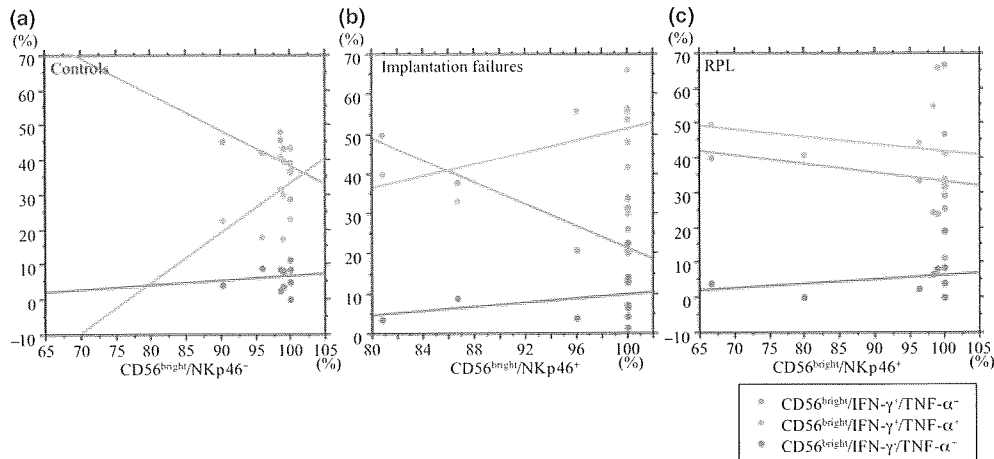 (a)
(%)
Controls
70
60
50
40
30
20
10
0
−10
65 70 75 80 85 90 95 100 105
(%)
CD56bright/NKp46+
(b)
(%)
Implantation failures
70
60
50
40
30
20
10
0
80 84 88 92 96 100
(%)
CD56bright/NKp46+
(c)
(%)
RPL
70
60
50
40
30
20
10
0
−10
65 70 75 80 85 90 95 100 105
(%)
CD56bright/NKp46+
CD56bright/IFN-γ+/TNF-α−
CD56bright/IFN-γ+/TNF-α+
CD56bright/IFN-γ-/TNF-α+